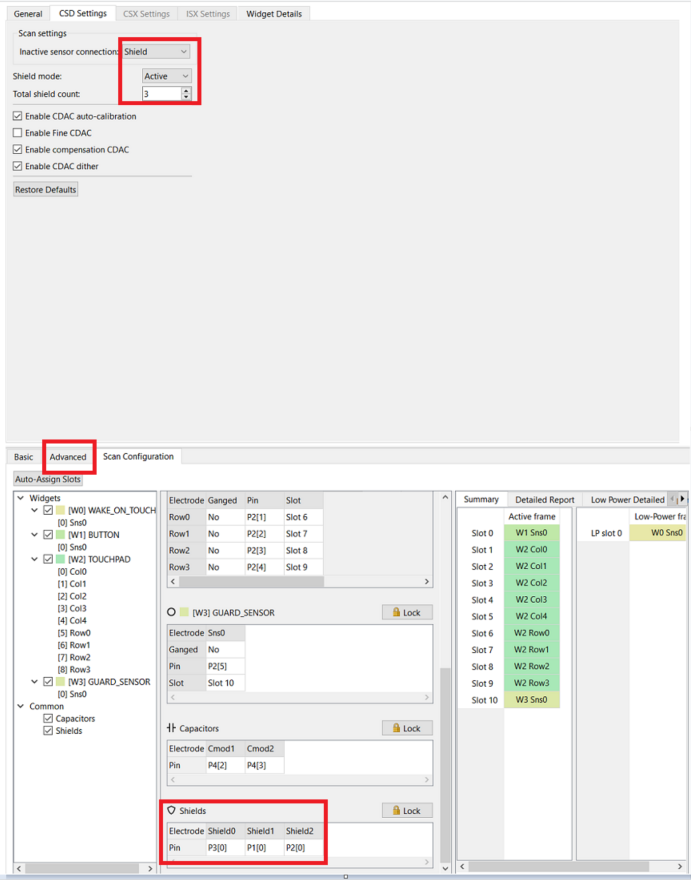 General CSD Settings CSX Settings ISX Settings Widget Details
Scan settings
Inactive sensor connection: Shield
Shield mode: Active
Total shield count: 3
Enable CDAC auto-calibration
Enable Fine CDAC
Enable compensation CDAC
Enable CDAC dither
Restore Defaults
Basic Advanced Scan Configuration
Auto-Assign Slots
Widgets
[W0] WAKE_ON_TOUCH
[0] Sns0
[W1] BUTTON
[0] Sns0
[W2] TOUCHPAD
[0] Col0
[1] Col1
[2] Col2
[3] Col3
[4] Col4
[5] Row0
[6] Row1
[7] Row2
[8] Row3
[W3] GUARD_SENSOR
[0] Sns0
Common
Capacitors
Shields
Electrode Ganged Pin Slot
Row0 No P2[1] Slot 6
Row1 No P2[2] Slot 7
Row2 No P2[3] Slot 8
Row3 No P2[4] Slot 9
[W3] GUARD_SENSOR Lock
Electrode Sns0
Ganged No
Pin P2[5]
Slot Slot 10
Capacitors Lock
Electrode Cmod1 Cmod2
Pin P4[2] P4[3]
Shields Lock
Electrode Shield0 Shield1 Shield2
Pin P3[0] P1[0] P2[0]
Summary Detailed Report Low Power Detailed
Active frame
Slot 0 W1 Sns0
Slot 1 W2 Col0
Slot 2 W2 Col1
Slot 3 W2 Col2
Slot 4 W2 Col3
Slot 5 W2 Col4
Slot 6 W2 Row0
Slot 7 W2 Row1
Slot 8 W2 Row2
Slot 9 W2 Row3
Slot 10 W3 Sns0
Low-Power fra
LP slot 0 W0 Sns0